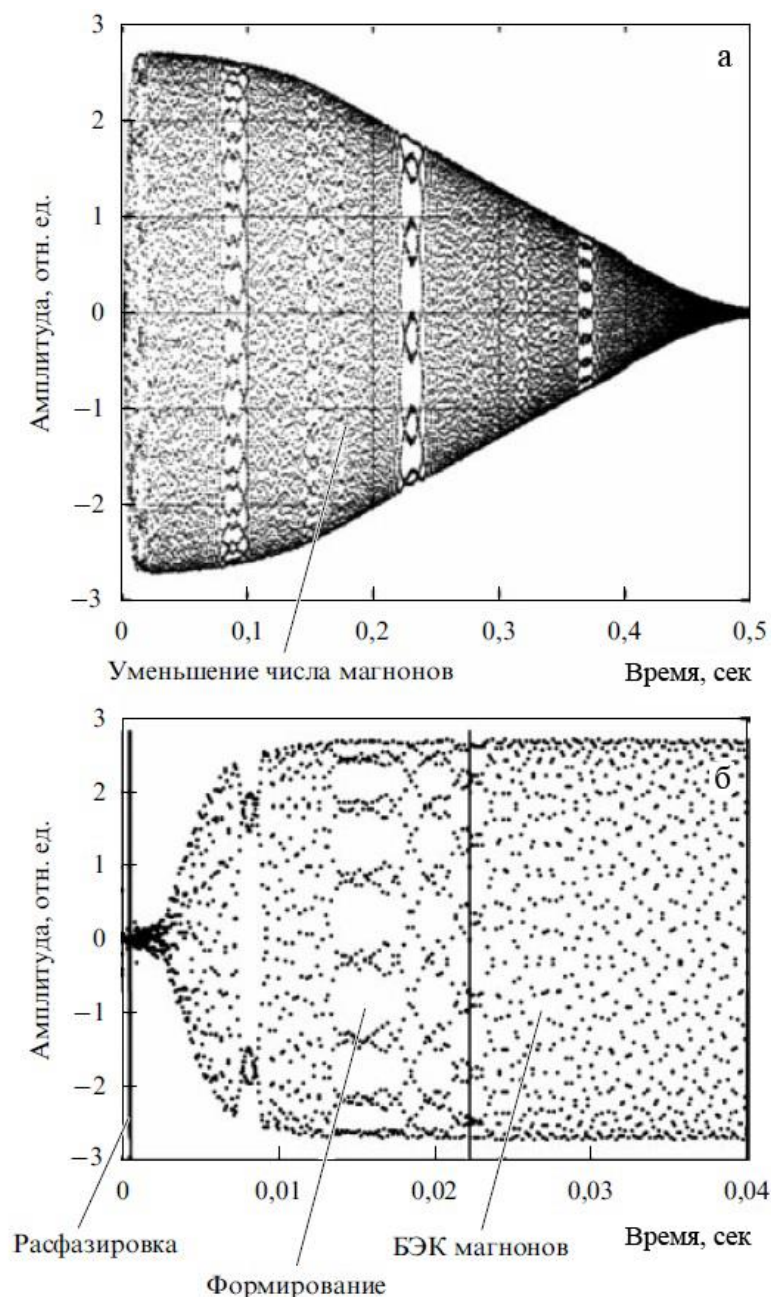 3
а
2
1
0
−1
−2
−3
Амплитуда, отн. ед.
0 0,1 0,2 0,3 0,4 0,5
Уменьшение числа магнонов
Время, сек
3
б
2
1
0
−1
−2
−3
Амплитуда, отн. ед.
0 0,01 0,02 0,03 0,04
Расфазировка
БЭК магнонов
Время, сек
Формирование